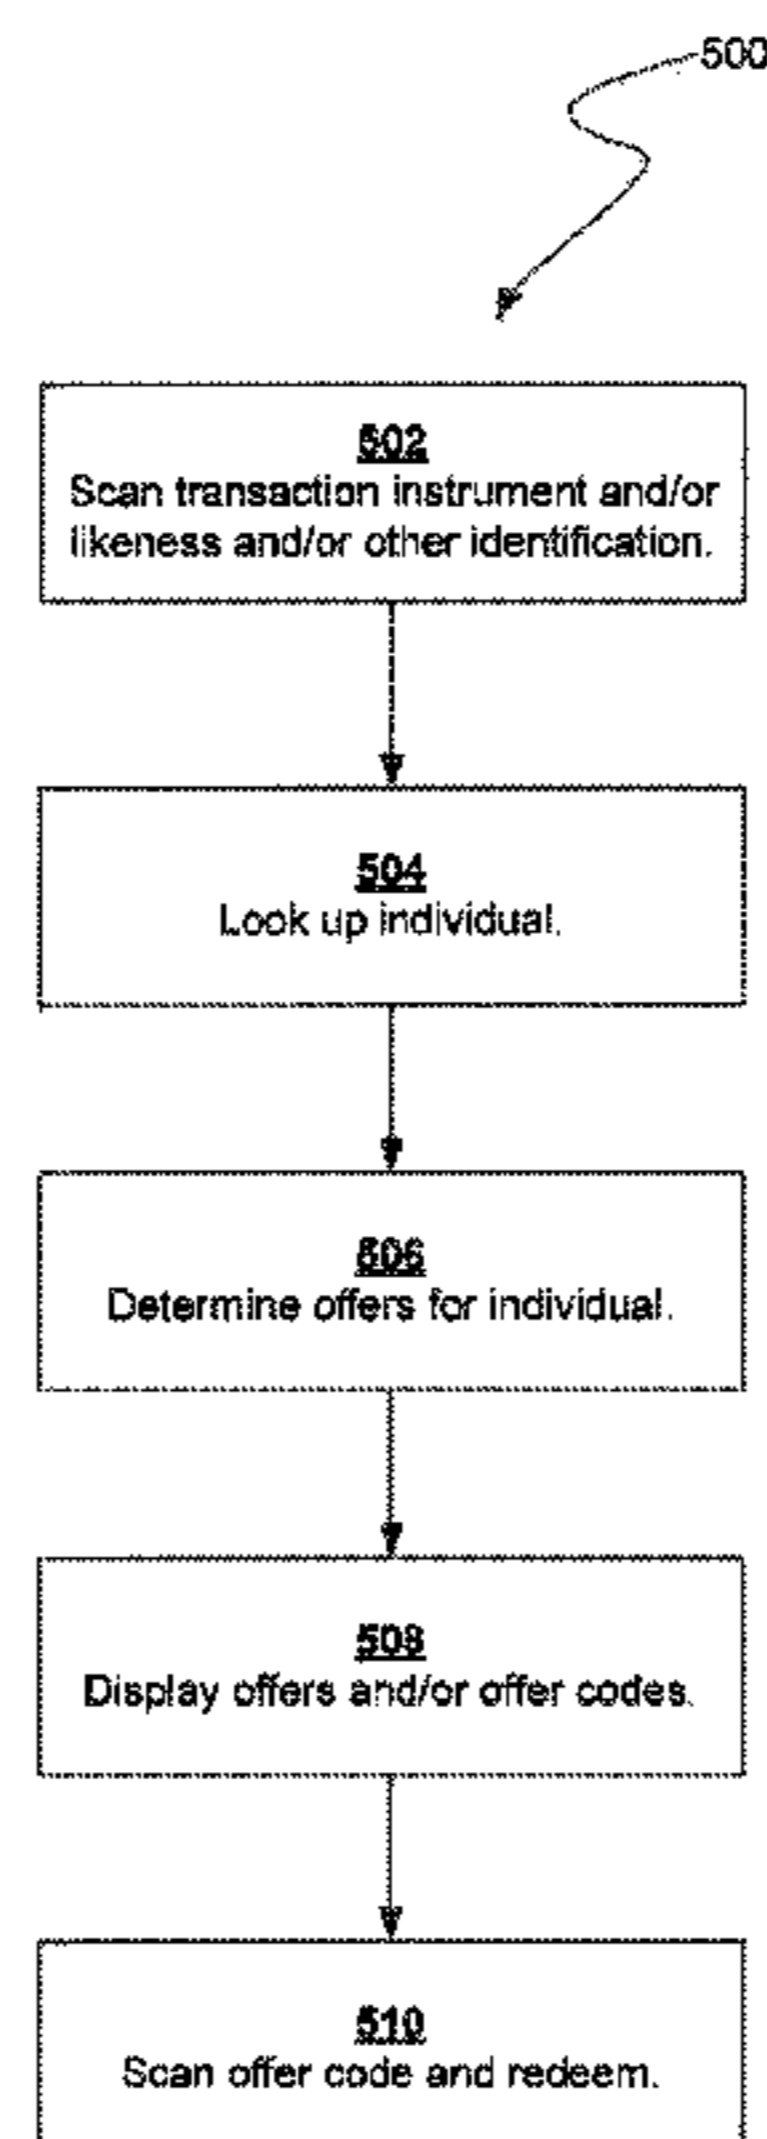 500
502
Scan transaction instrument and/or
likeness and/or other identification.
504
Look up individual.
506
Determine offers for individual.
508
Display offers and/or offer codes.
510
Scan offer code and redeem.